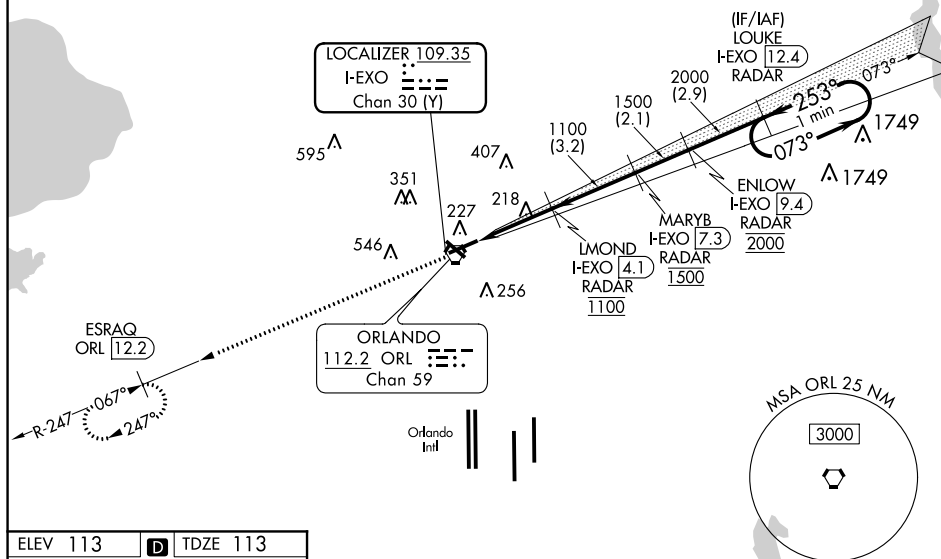 (IF/IAF)
LOUKE
I-EXO 12.4
RADAR
073°
LOCALIZER 109.35
I-EXO
Chan 30 (Y)
2000
(2.9)
253°
1 min
073°
1500
(2.1)
1100
(3.2)
1749
1749
595
407
351
218
227
546
256
ENLOW
I-EXO 9.4
RADAR
2000
MARYB
I-EXO 7.3
RADAR
1500
LMOND
I-EXO 4.1
RADAR
1100
ORLANDO
112.2 ORL
Chan 59
ESRAQ
ORL 12.2
R-247
067°
247°
Orlando
Intl
MSA ORL 25 NM
3000
ELEV 113 D TDZE 113